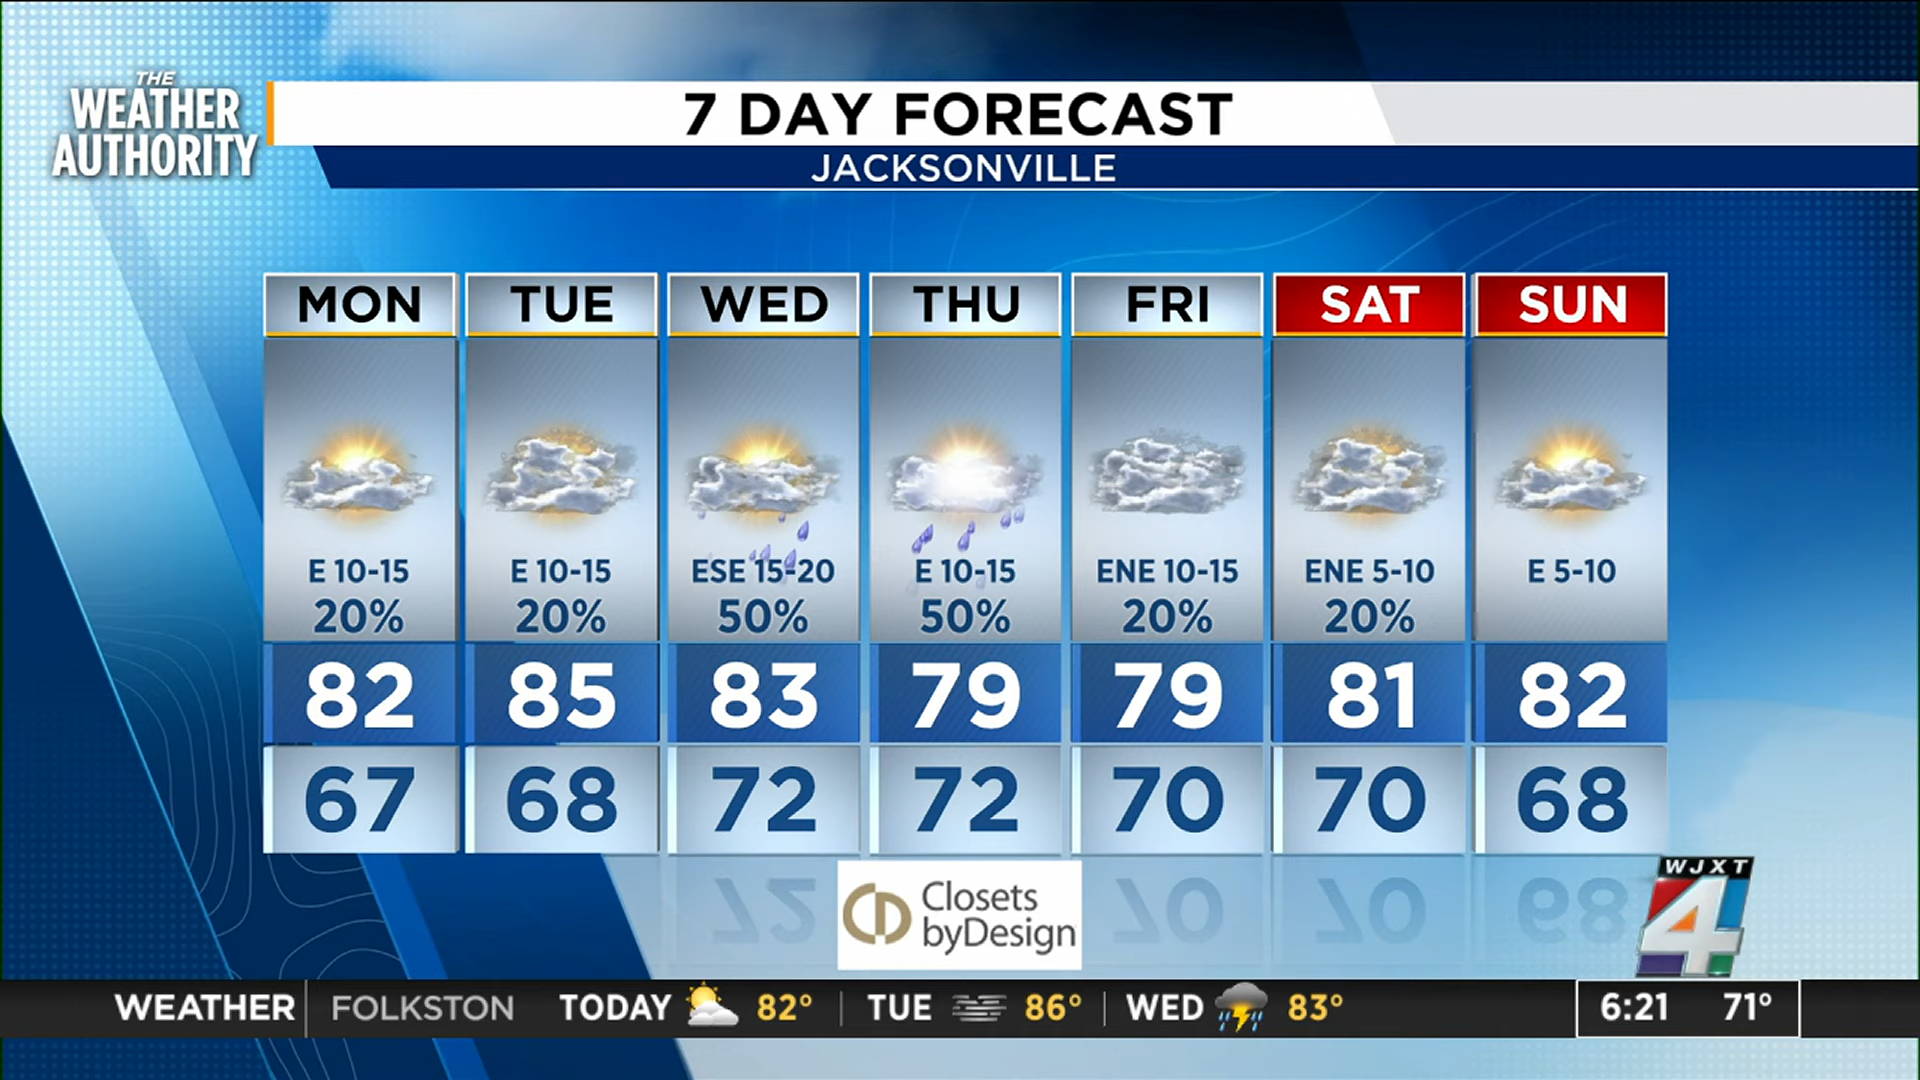 THE
WEATHER
AUTHORITY
7 DAY FORECAST
JACKSONVILLE
MON TUE WED THU FRI SAT SUN
E 10-15 E 10-15 ESE 15-20 E 10-15 ENE 10-15 ENE 5-10 E 5-10
20% 20% 50% 50% 20% 20%
82 85 83 79 79 81 82
67 68 72 72 70 70 68
Closets
byDesign
WJXT
4
WEATHER FOLKSTON TODAY 82° TUE 86° WED 83° 6:21 71°